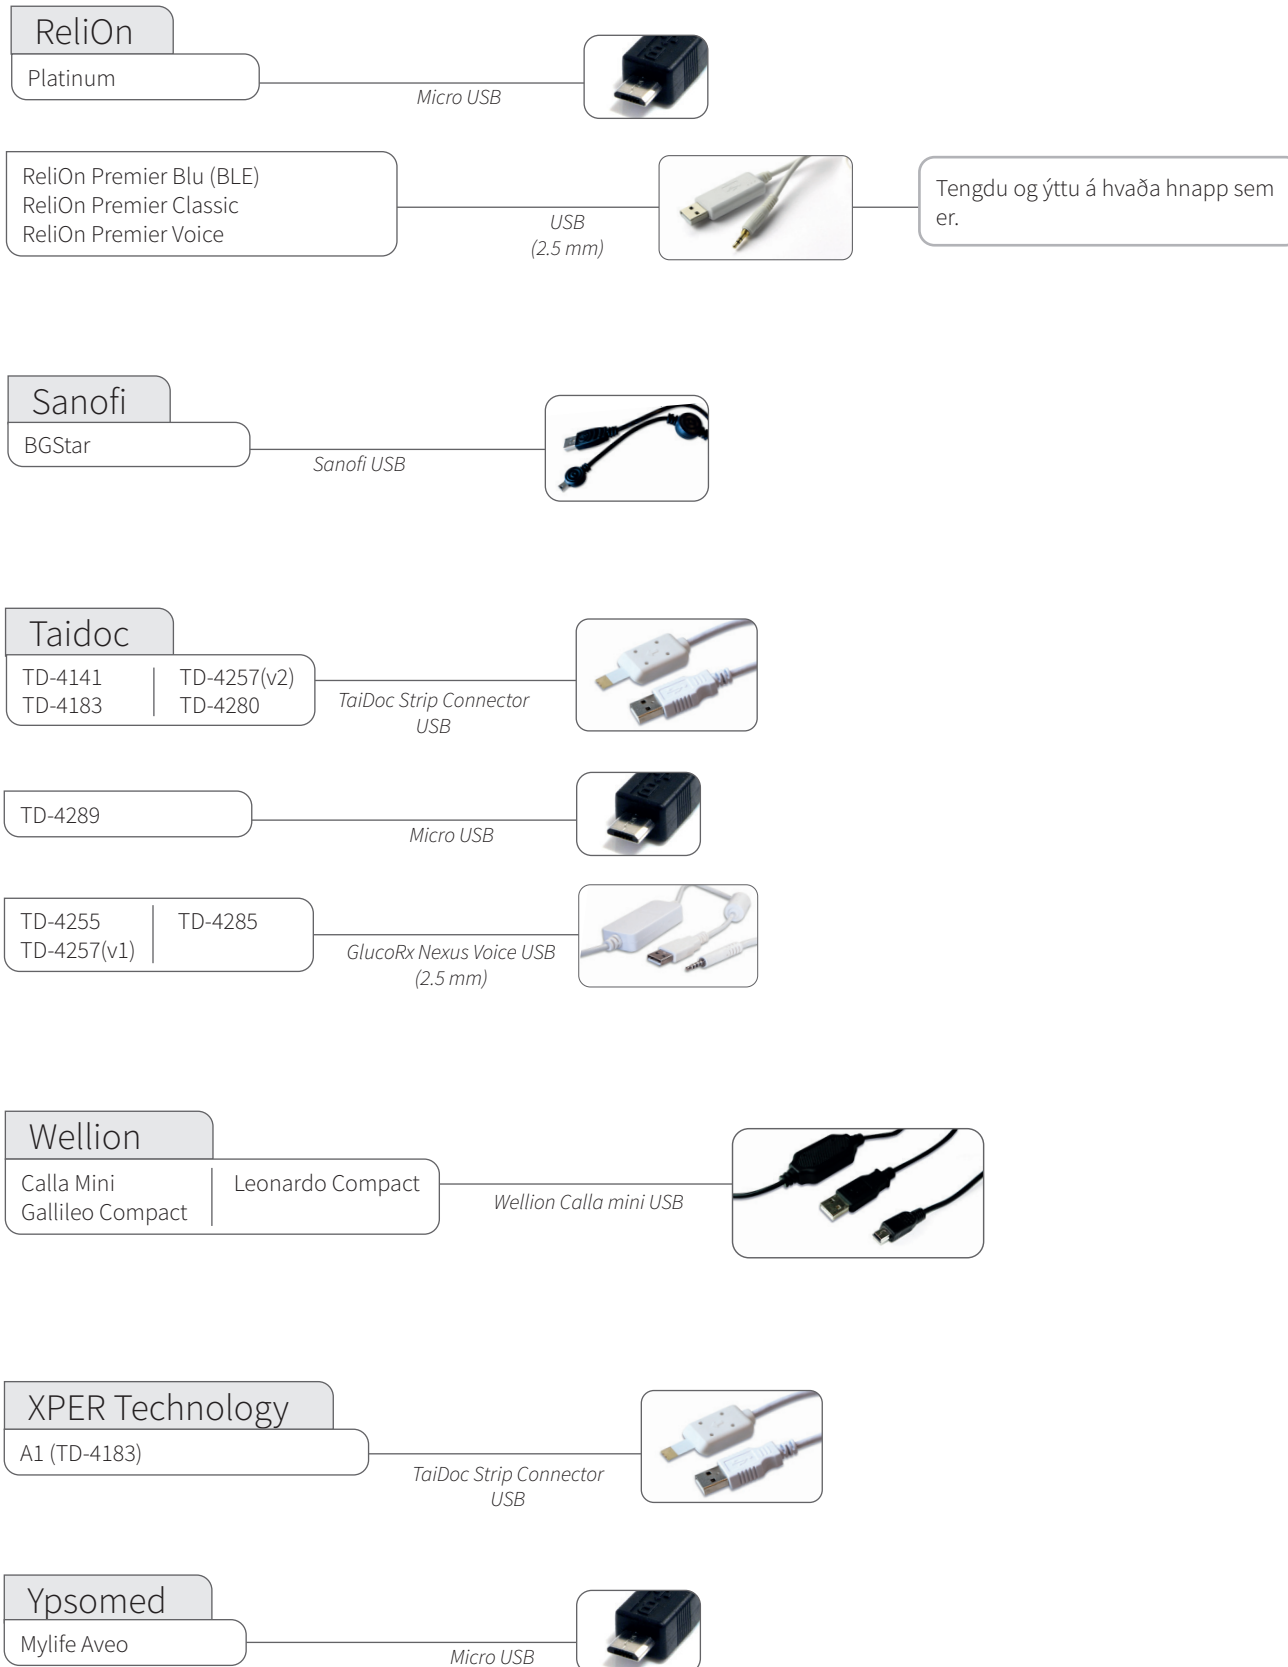 ReliOn
Platinum
Micro USB
ReliOn Premier Blu (BLE)
ReliOn Premier Classic
ReliOn Premier Voice
USB
(2.5 mm)
Tengdu og ýttu á hvaða hnapp sem
er.
Sanofi
BGStar
Sanofi USB
Taidoc
TD-4141
TD-4183
TD-4257(v2)
TD-4280
TaiDoc Strip Connector
USB
TD-4289
Micro USB
TD-4255
TD-4257(v1)
TD-4285
GlucoRx Nexus Voice USB
(2.5 mm)
Wellion
Calla Mini
Gallileo Compact
Leonardo Compact
Wellion Calla mini USB
XPER Technology
A1 (TD-4183)
TaiDoc Strip Connector
USB
Ypsomed
Mylife Aveo
Micro USB